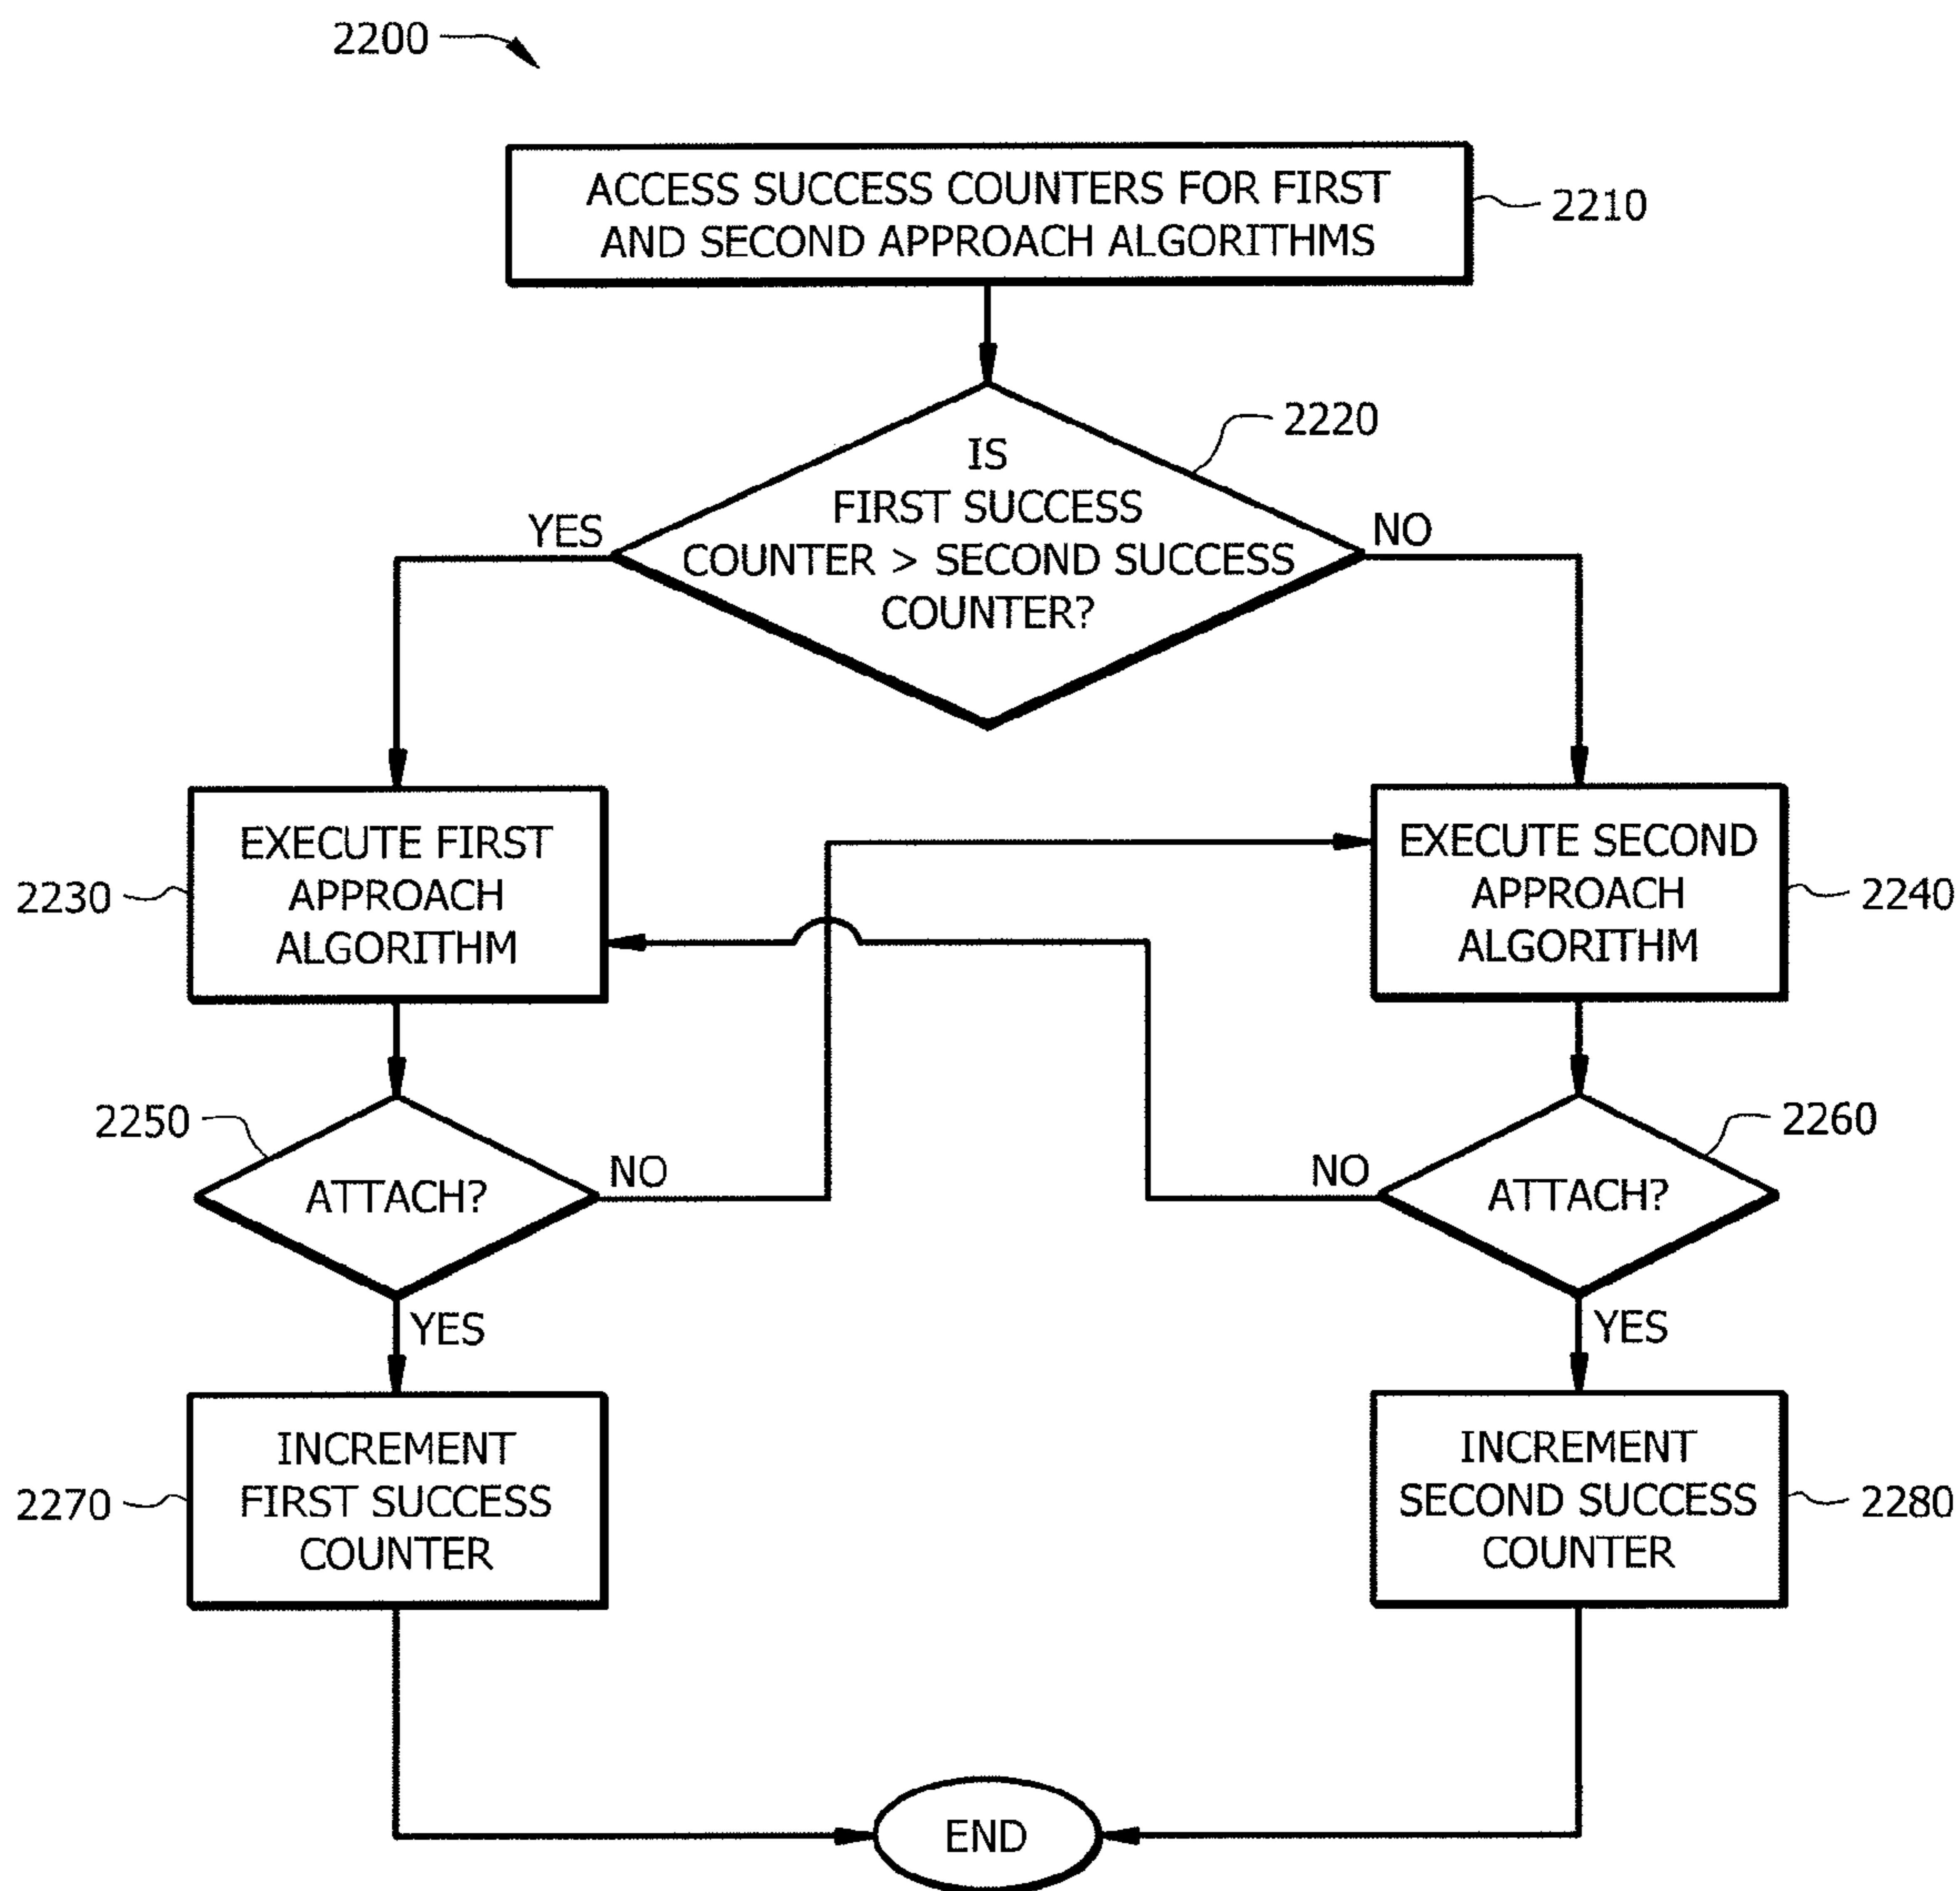 2200
ACCESS SUCCESS COUNTERS FOR FIRST
AND SECOND APPROACH ALGORITHMS
2210
2220
IS
FIRST SUCCESS
COUNTER > SECOND SUCCESS
COUNTER?
YES
NO
EXECUTE FIRST
APPROACH
ALGORITHM
2230
EXECUTE SECOND
APPROACH
ALGORITHM
2240
2250
ATTACH?
NO
YES
2260
ATTACH?
NO
YES
INCREMENT
FIRST SUCCESS
COUNTER
2270
INCREMENT
SECOND SUCCESS
COUNTER
2280
END